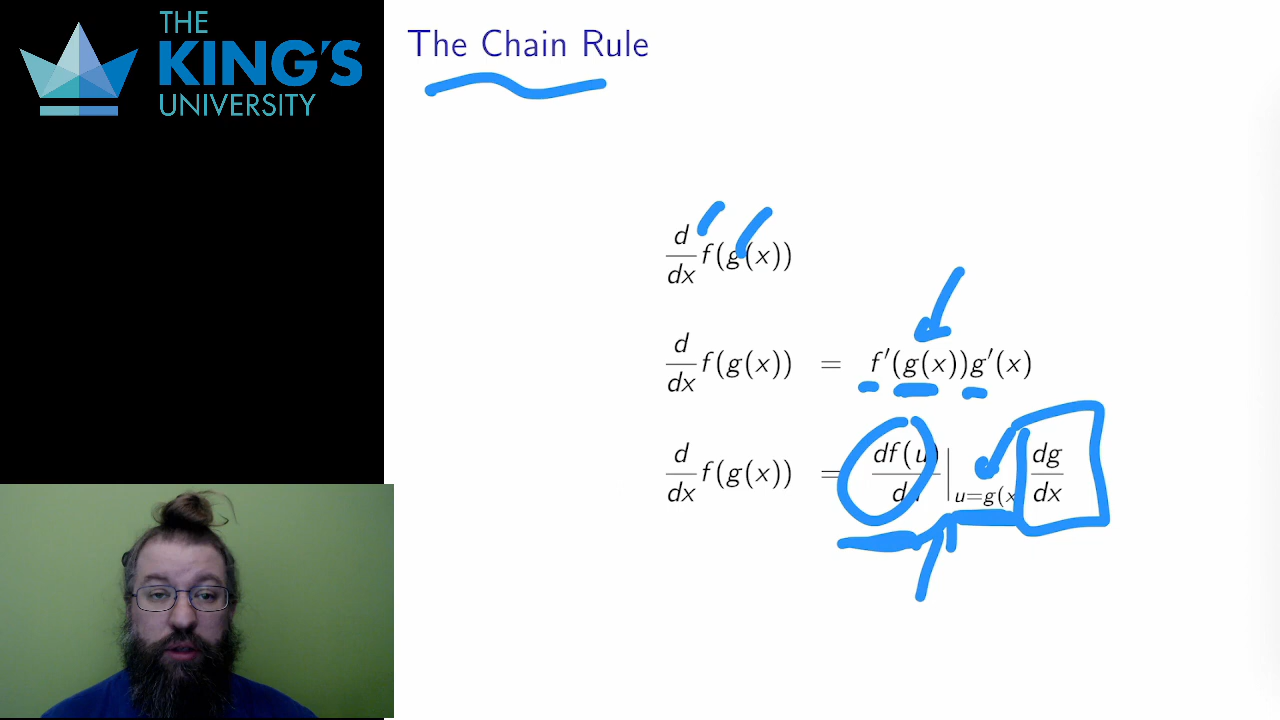 THE
KING'S
UNIVERSITY
The Chain Rule
d/dx f(g(x))
d/dx f(g(x)) = f′(g(x))g′(x)
d/dx f(g(x)) = df(u)/du |u=g(x) dg/dx